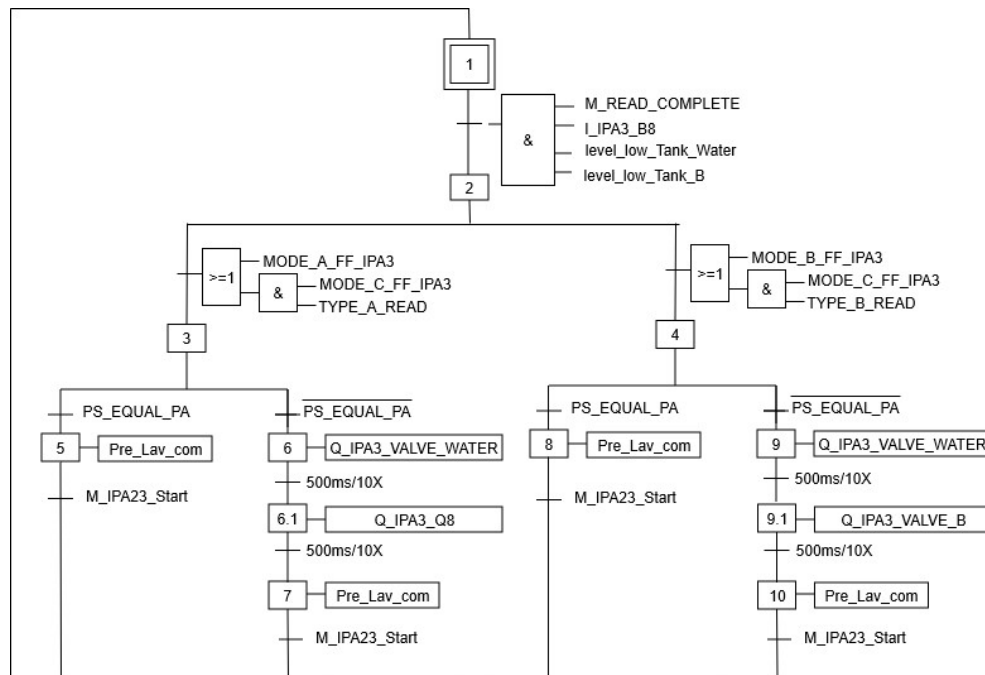 1
M_READ_COMPLETE
I_IPA3_B8
&
level_low_Tank_Water
level_low_Tank_B
2
MODE_A_FF_IPA3
>=1
MODE_C_FF_IPA3
&
TYPE_A_READ
MODE_B_FF_IPA3
>=1
MODE_C_FF_IPA3
&
TYPE_B_READ
3
4
PS_EQUAL_PA
PS_EQUAL_PA
PS_EQUAL_PA
PS_EQUAL_PA
5
Pre_Lav_com
6
Q_IPA3_VALVE_WATER
8
Pre_Lav_com
9
Q_IPA3_VALVE_WATER
M_IPA23_Start
500ms/10X
M_IPA23_Start
500ms/10X
6.1
Q_IPA3_Q8
9.1
Q_IPA3_VALVE_B
500ms/10X
500ms/10X
7
Pre_Lav_com
10
Pre_Lav_com
M_IPA23_Start
M_IPA23_Start